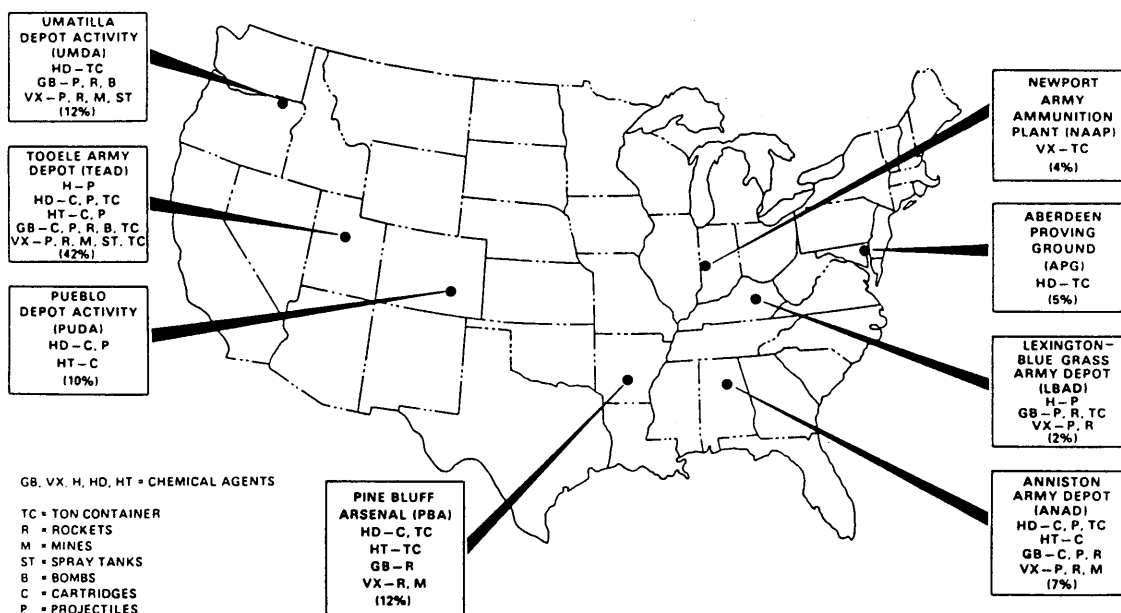 UMATILLA
DEPOT ACTIVITY
(UMDA)
HD–TC
GB–P, R, B
VX–P, R, M, ST
(12%)
TOOELE ARMY
DEPOT (TEAD)
H–P
HD–C, P, TC
HT–C, P
GB–C, P, R, B, TC
VX–P, R, M, ST, TC
(42%)
PUEBLO
DEPOT ACTIVITY
(PUDA)
HD–C, P
HT–C
(10%)
GB, VX, H, HD, HT = CHEMICAL AGENTS
TC = TON CONTAINER
R = ROCKETS
M = MINES
ST = SPRAY TANKS
B = BOMBS
C = CARTRIDGES
P = PROJECTILES
PINE BLUFF
ARSENAL (PBA)
HD–C, TC
HT–TC
GB–R
VX–R, M
(12%)
NEWPORT
ARMY
AMMUNITION
PLANT (NAAP)
VX–TC
(4%)
ABERDEEN
PROVING
GROUND
(APG)
HD–TC
(5%)
LEXINGTON–
BLUE GRASS
ARMY DEPOT
(LBAD)
H–P
GB–P, R, TC
VX–P, R
(2%)
ANNISTON
ARMY DEPOT
(ANAD)
HD–C, P, TC
HT–C
GB–C, P, R
VX–P, R, M
(7%)